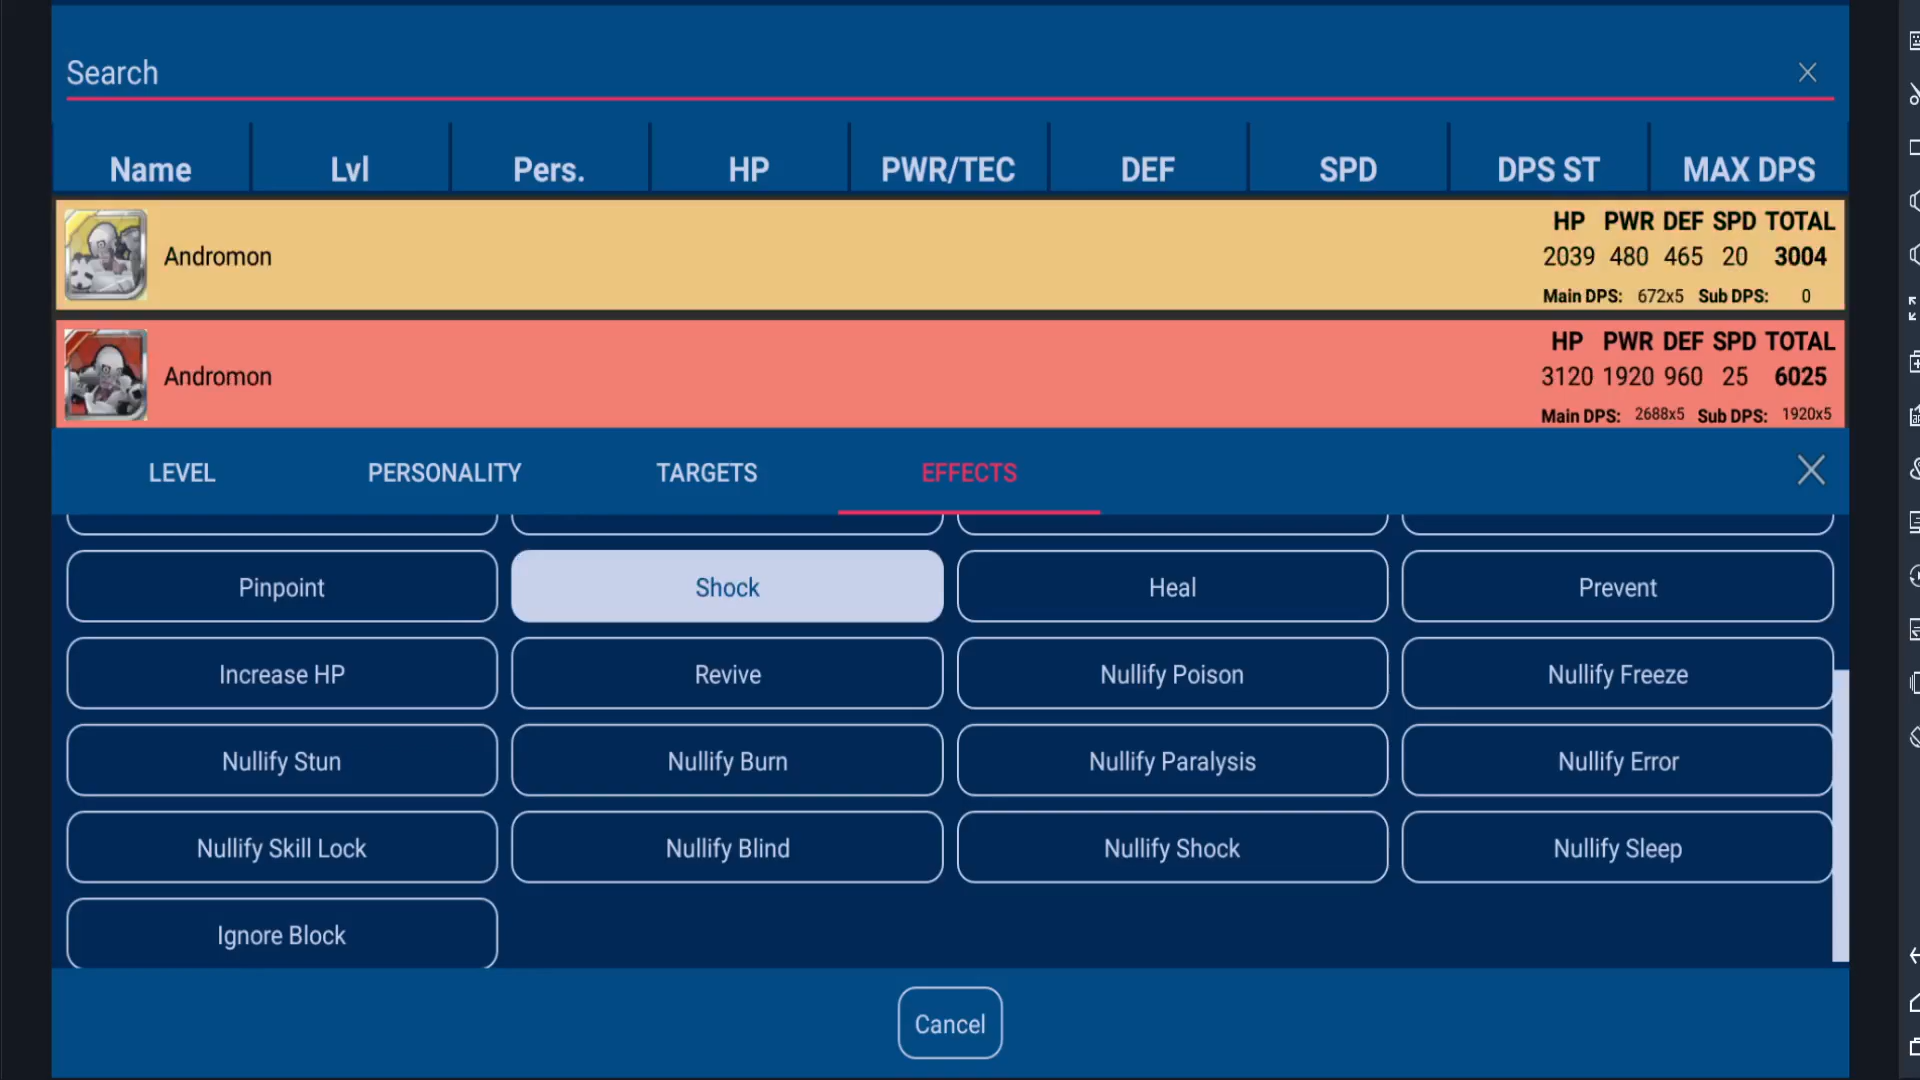 Search
Name Lvl Pers. HP PWR/TEC DEF SPD DPS ST MAX DPS
HP PWR DEF SPD TOTAL
Andromon 2039 480 465 20 3004
Main DPS: 672x5 Sub DPS: 0
HP PWR DEF SPD TOTAL
Andromon 3120 1920 960 25 6025
Main DPS: 2688x5 Sub DPS: 1920x5
LEVEL PERSONALITY TARGETS EFFECTS
Pinpoint Shock Heal Prevent
Increase HP Revive Nullify Poison Nullify Freeze
Nullify Stun Nullify Burn Nullify Paralysis Nullify Error
Nullify Skill Lock Nullify Blind Nullify Shock Nullify Sleep
Ignore Block
Cancel